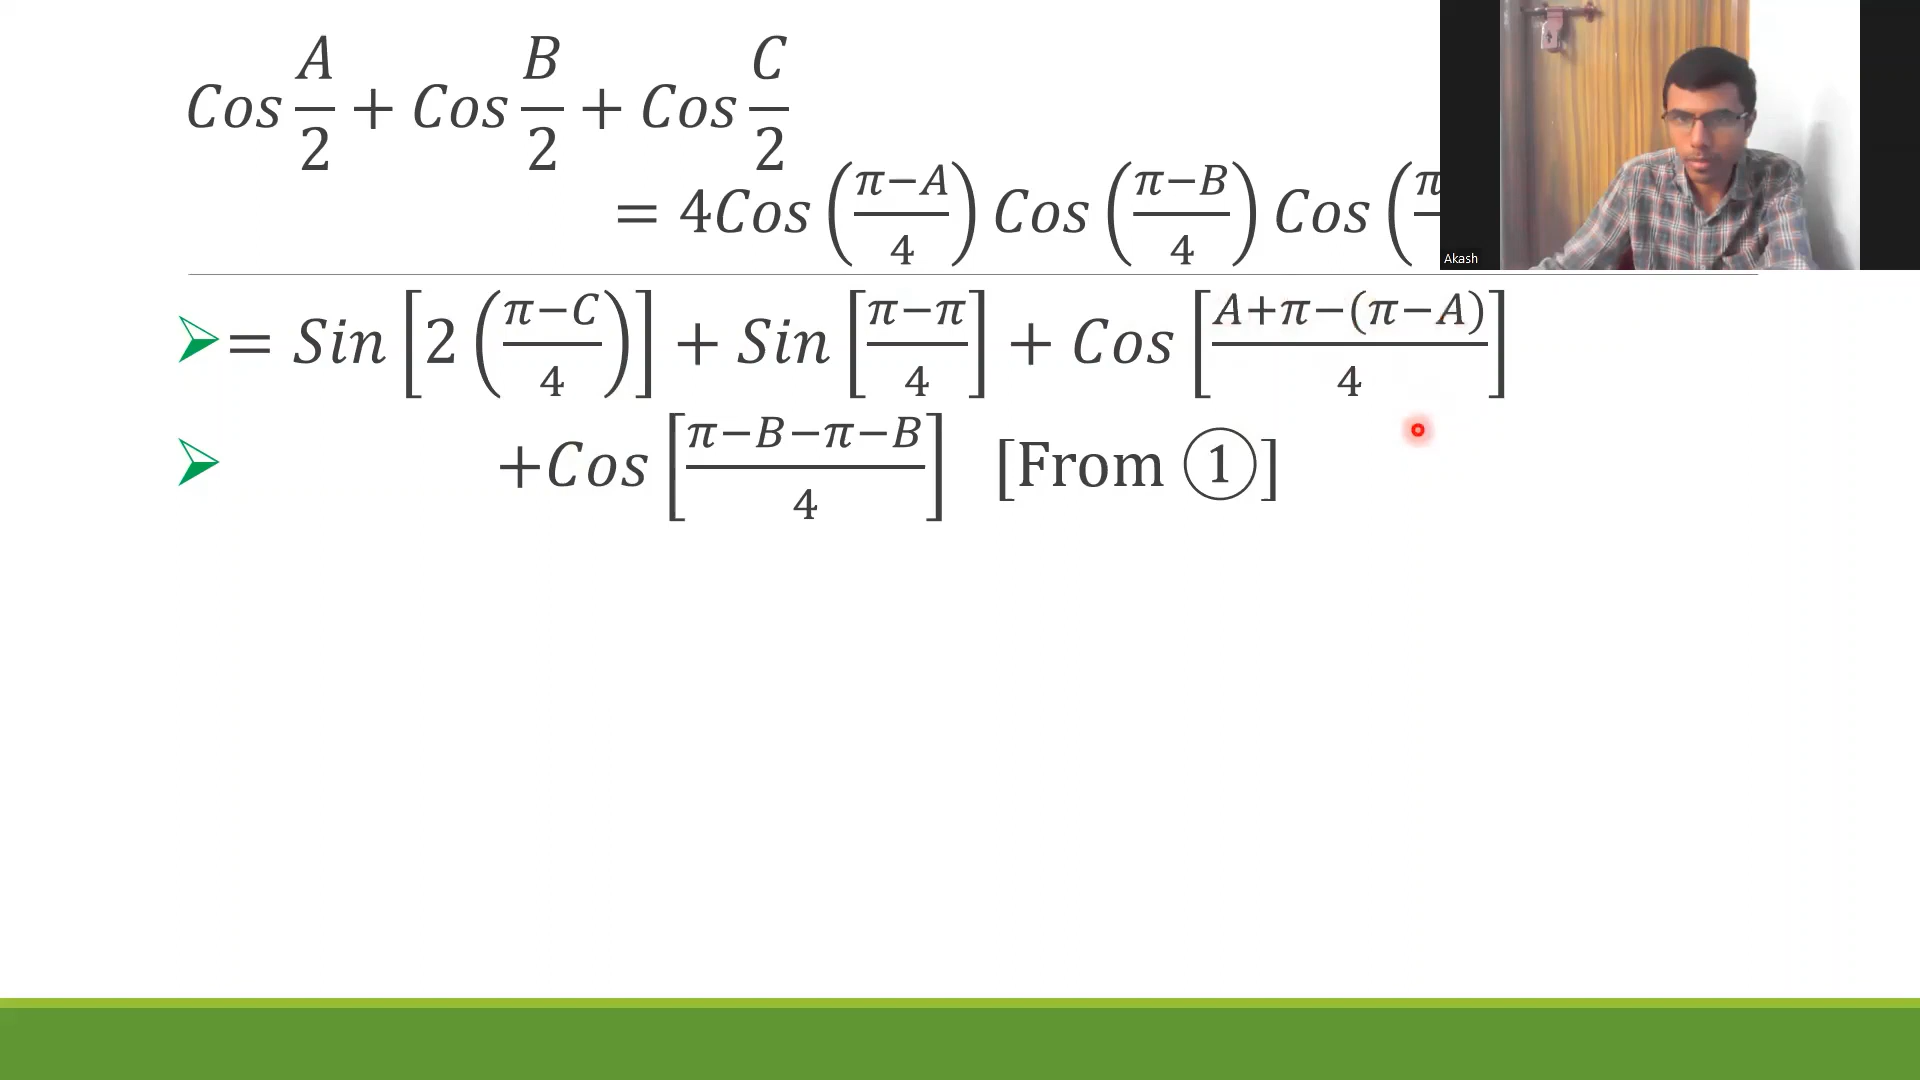 Cos A/2 + Cos B/2 + Cos C/2
= 4Cos ((π−A)/4) Cos ((π−B)/4) Cos (π
Akash
= Sin [2 ((π−C)/4)] + Sin [(π−π)/4] + Cos [(A+π−(π−A))/4]
+Cos [(π−B−π−B)/4] [From ①]